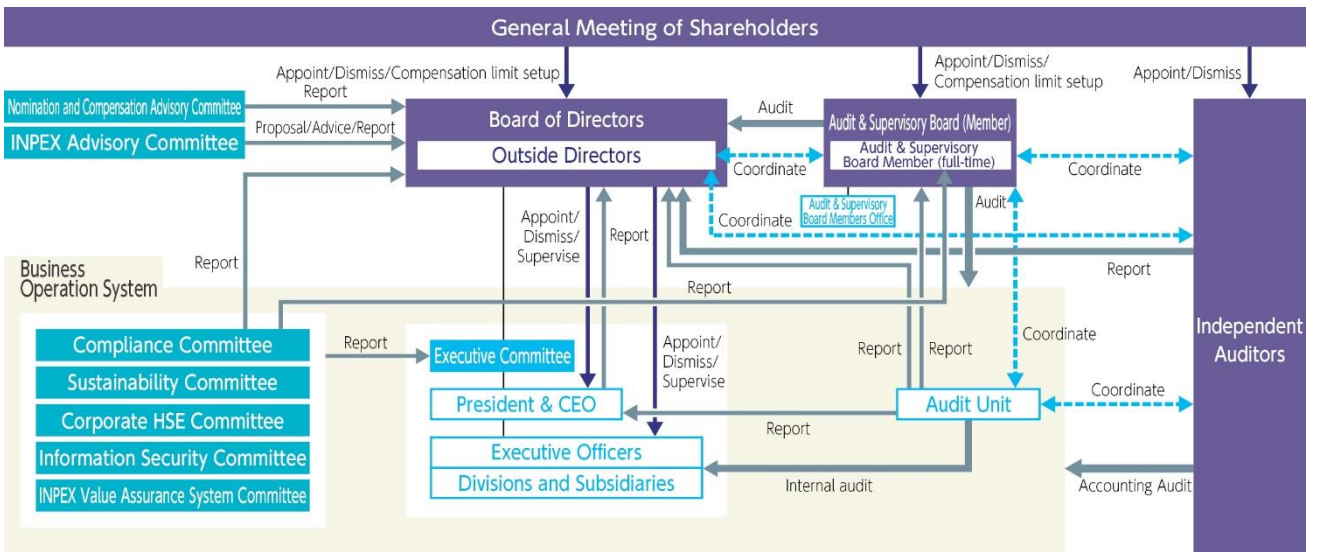 General Meeting of Shareholders
Appoint/Dismiss/Compensation limit setup
Appoint/Dismiss/
Compensation limit setup
Appoint/Dismiss
Nomination and Compensation Advisory Committee
Report
INPEX Advisory Committee
Proposal/Advice/Report
Board of Directors
Outside Directors
Audit
Audit & Supervisory Board (Member)
Audit & Supervisory
Board Member (full-time)
Coordinate
Coordinate
Audit & Supervisory
Board Members Office
Audit
Coordinate
Appoint/
Dismiss/
Supervise
Report
Report
Report
Business
Operation System
Report
Independent
Auditors
Compliance Committee
Sustainability Committee
Corporate HSE Committee
Information Security Committee
INPEX Value Assurance System Committee
Report
Executive Committee
Appoint/
Dismiss/
Supervise
Report
Report
Coordinate
President & CEO
Report
Audit Unit
Coordinate
Executive Officers
Divisions and Subsidiaries
Internal audit
Accounting Audit